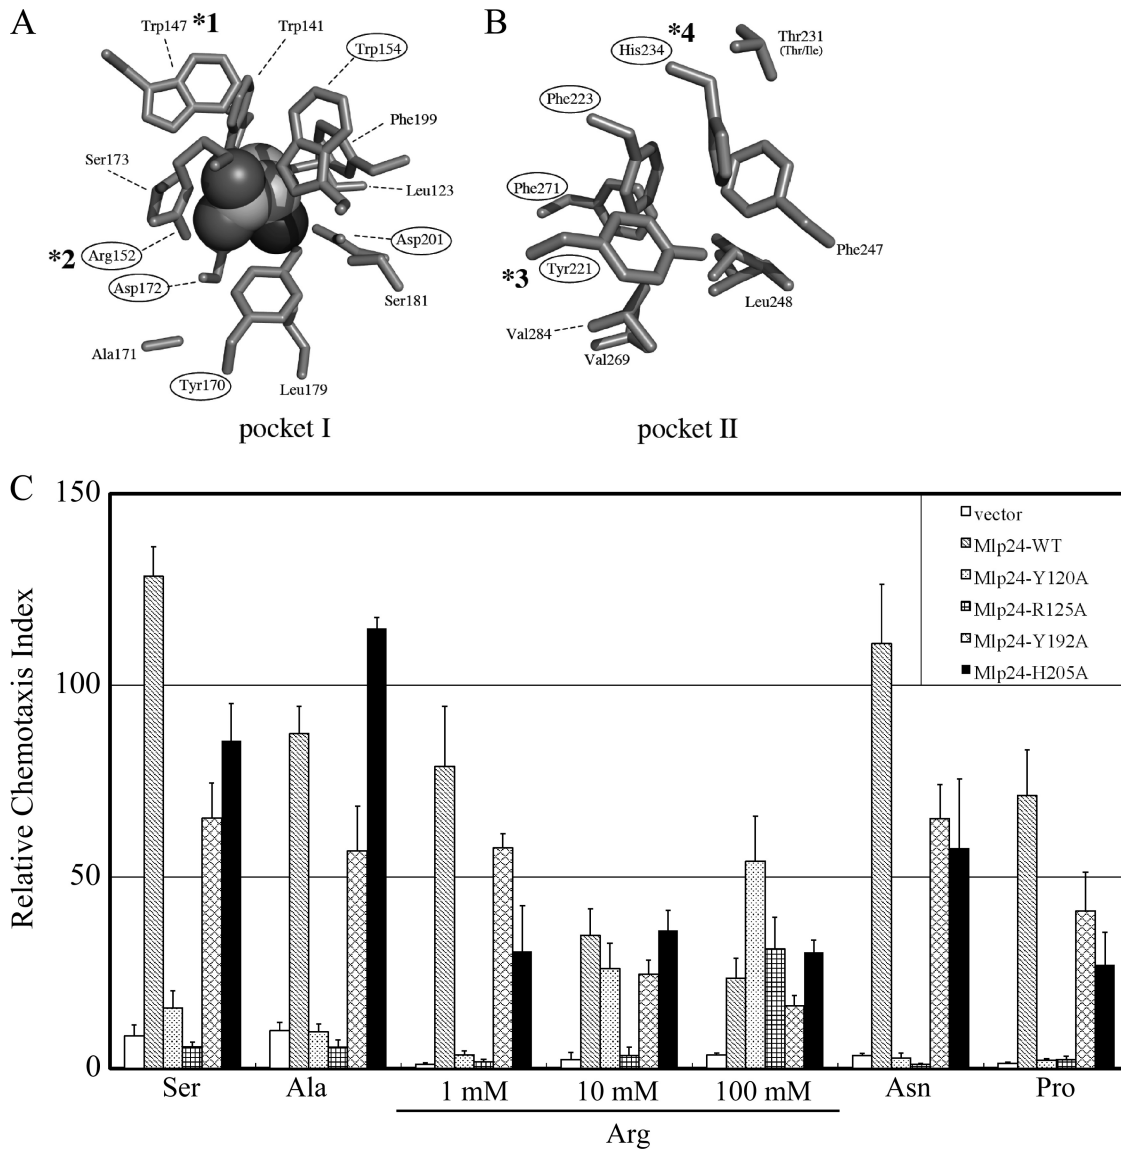 A
Trp147 *1
Trp141
Trp154
Phe199
Ser173
Leu123
*2 Arg152
Asp201
Asp172
Ser181
Ala171
Tyr170
Leu179
pocket I
B
*4
His234
Thr231
(Thr/Ile)
Phe223
Phe271
Phe247
*3 Tyr221
Leu248
Val284
Val269
pocket II
C
Relative Chemotaxis Index
150
100
50
0
vector
Mlp24-WT
Mlp24-Y120A
Mlp24-R125A
Mlp24-Y192A
Mlp24-H205A
Ser Ala 1 mM 10 mM 100 mM Asn Pro
Arg